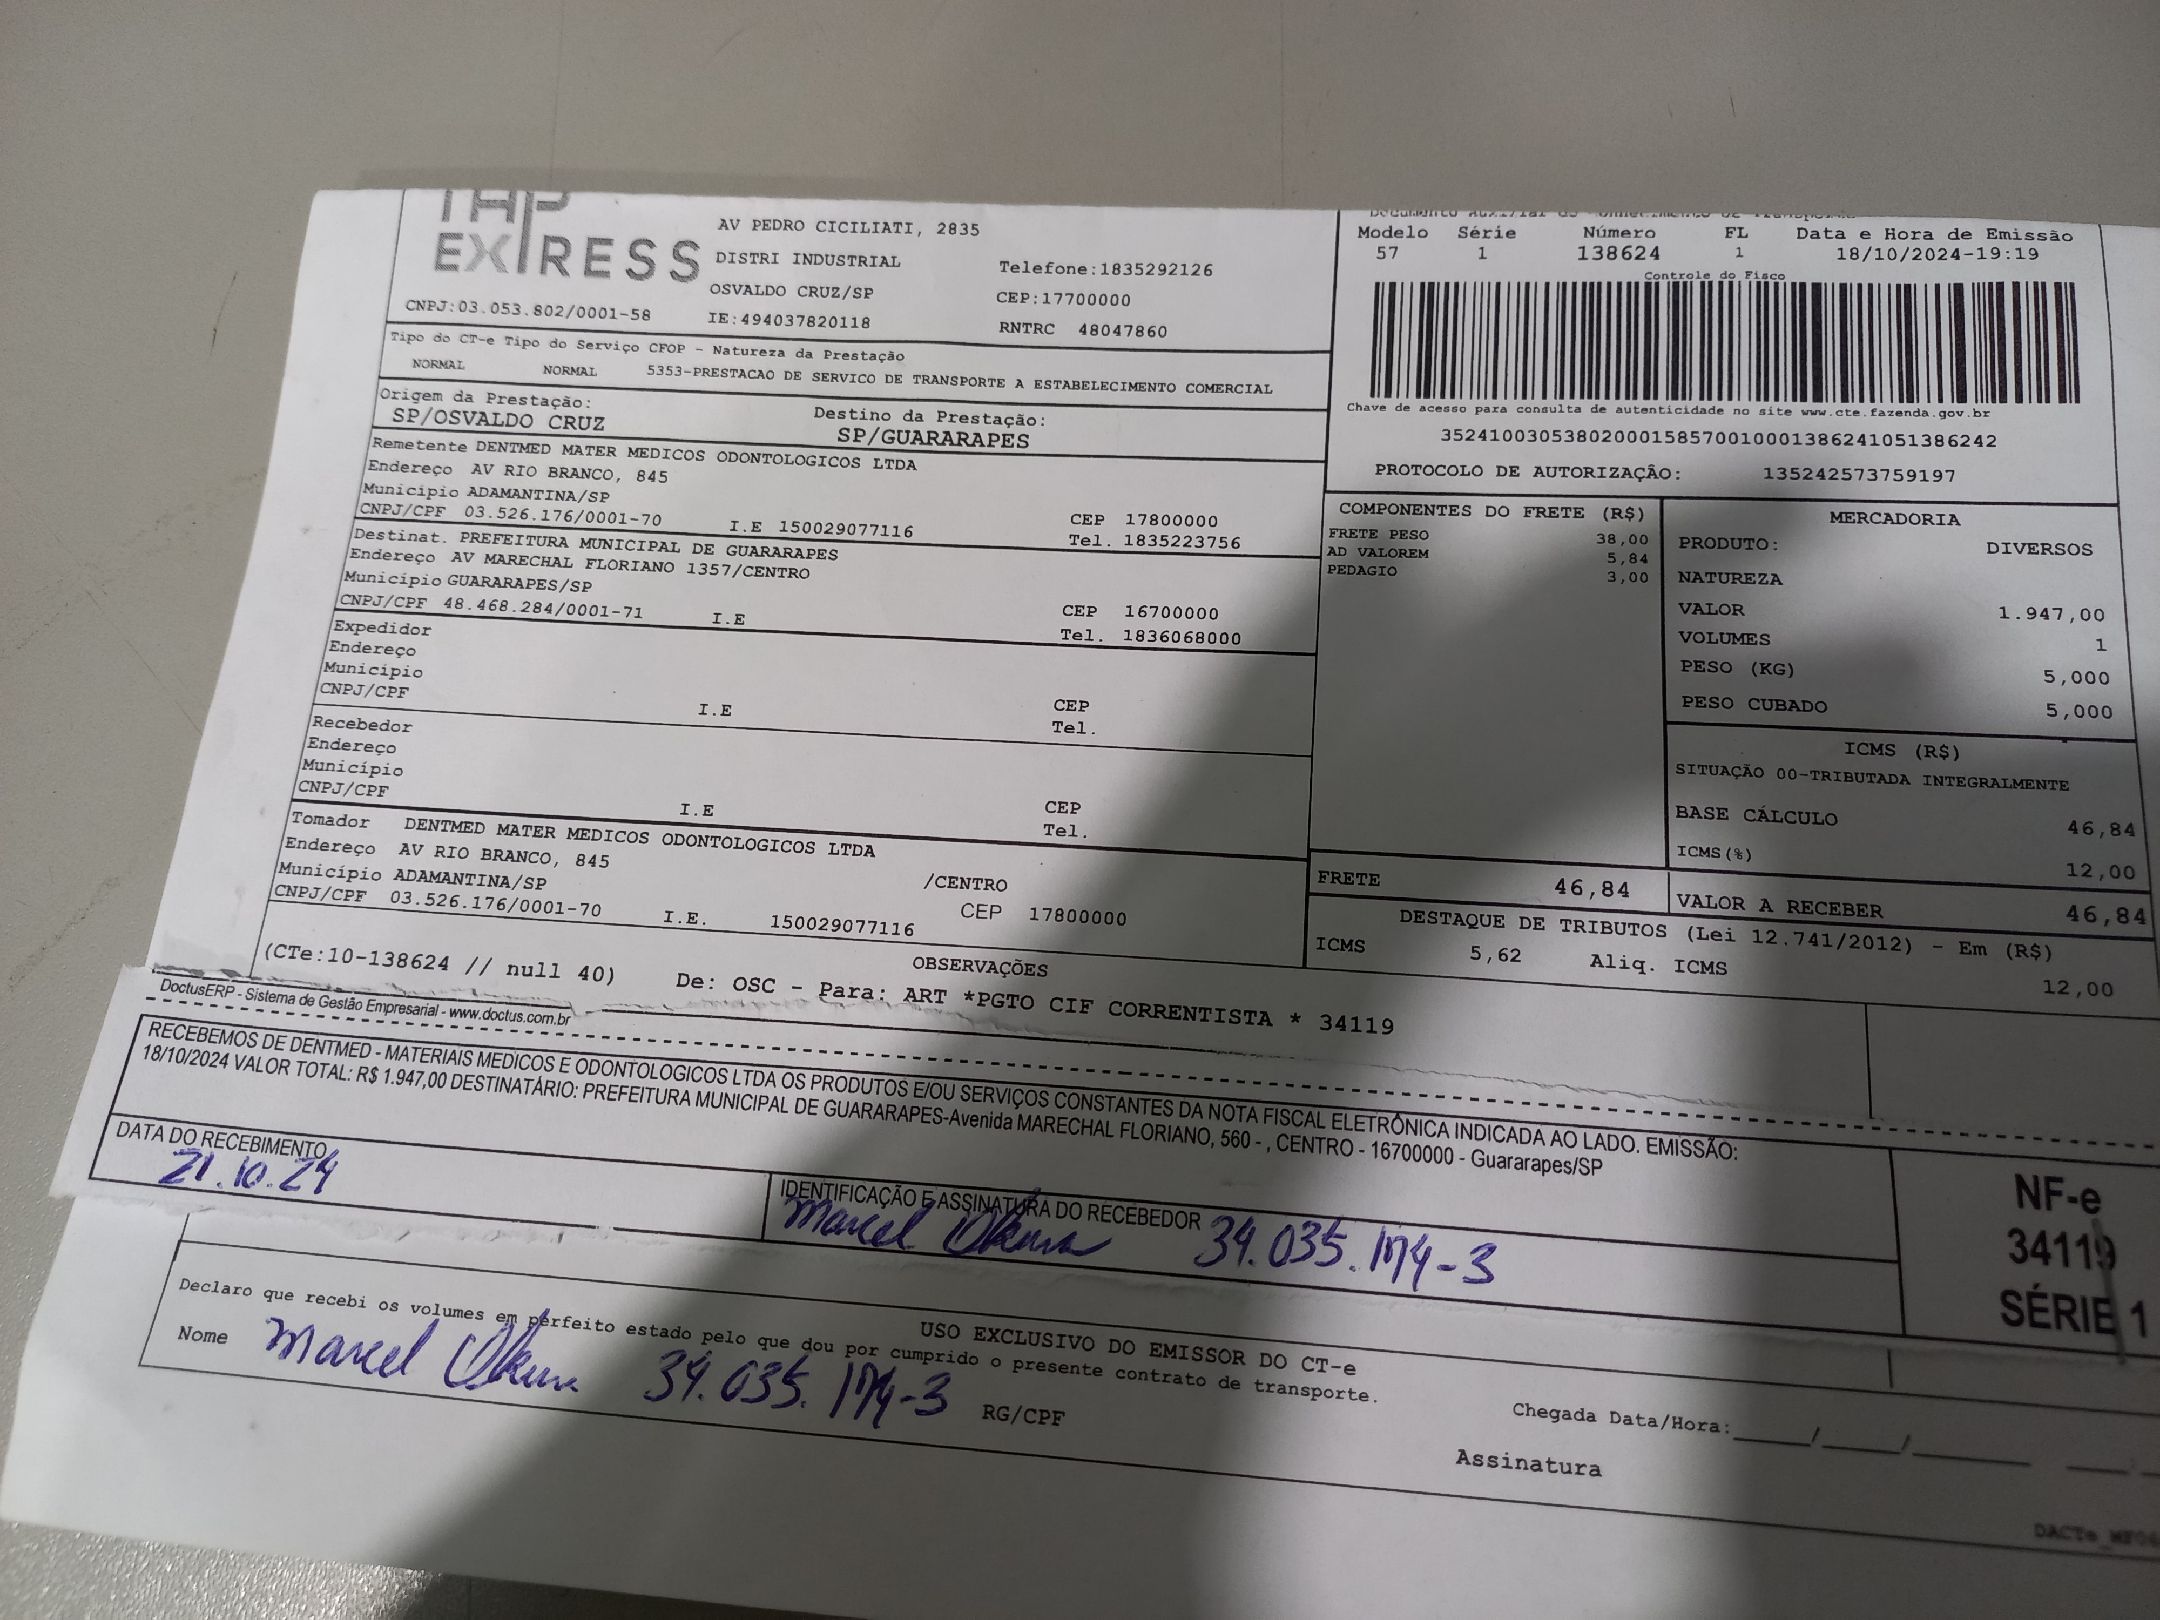 EXPRESS
CNPJ:03.053.802/0001-58
AV PEDRO CICILIATI, 2835
DISTRI INDUSTRIAL
OSVALDO CRUZ/SP
IE:494037820118
Telefone:1835292126
CEP:17700000
RNTRC 48047860
Modelo Série Número FL Data e Hora de Emissão
57 1 138624 1 18/10/2024-19:19
Controle do Fisco
Chave de acesso para consulta de autenticidade no site www.cte.fazenda.gov.br
35241003053802000158570010001386241051386242
PROTOCOLO DE AUTORIZAÇÃO: 135242573759197
Tipo do CT-e Tipo do Serviço CFOP - Natureza da Prestação
NORMAL NORMAL 5353-PRESTACAO DE SERVICO DE TRANSPORTE A ESTABELECIMENTO COMERCIAL
Origem da Prestação: Destino da Prestação:
SP/OSVALDO CRUZ SP/GUARARAPES
Remetente DENTMED MATER MEDICOS ODONTOLOGICOS LTDA
Endereço AV RIO BRANCO, 845
Município ADAMANTINA/SP CEP 17800000
CNPJ/CPF 03.526.176/0001-70 I.E 150029077116 Tel. 1835223756
Destinat. PREFEITURA MUNICIPAL DE GUARARAPES
Endereço AV MARECHAL FLORIANO 1357/CENTRO
Município GUARARAPES/SP CEP 16700000
CNPJ/CPF 48.468.284/0001-71 I.E Tel. 1836068000
Expedidor
Endereço
Município CEP
CNPJ/CPF I.E Tel.
Recebedor
Endereço
Município CEP
CNPJ/CPF I.E Tel.
Tomador DENTMED MATER MEDICOS ODONTOLOGICOS LTDA
Endereço AV RIO BRANCO, 845 /CENTRO
Município ADAMANTINA/SP CEP 17800000
CNPJ/CPF 03.526.176/0001-70 I.E. 150029077116
COMPONENTES DO FRETE (R$)
FRETE PESO 38,00
AD VALOREM 5,84
PEDAGIO 3,00
MERCADORIA
PRODUTO: DIVERSOS
NATUREZA
VALOR 1.947,00
VOLUMES 1
PESO (KG) 5,000
PESO CUBADO 5,000
ICMS (R$)
SITUAÇÃO 00-TRIBUTADA INTEGRALMENTE
BASE CÁLCULO 46,84
ICMS(%) 12,00
FRETE 46,84 VALOR A RECEBER 46,84
DESTAQUE DE TRIBUTOS (Lei 12.741/2012) - Em (R$)
ICMS 5,62 Aliq. ICMS 12,00
OBSERVAÇÕES
(CTe:10-138624 // null 40) De: OSC - Para: ART *PGTO CIF CORRENTISTA * 34119
DoctusERP - Sistema de Gestão Empresarial - www.doctus.com.br
RECEBEMOS DE DENTMED - MATERIAIS MEDICOS E ODONTOLOGICOS LTDA OS PRODUTOS E/OU SERVIÇOS CONSTANTES DA NOTA FISCAL ELETRÔNICA INDICADA AO LADO. EMISSÃO:
18/10/2024 VALOR TOTAL: R$ 1.947,00 DESTINATÁRIO: PREFEITURA MUNICIPAL DE GUARARAPES-Avenida MARECHAL FLORIANO, 560 - , CENTRO - 16700000 - Guararapes/SP
DATA DO RECEBIMENTO
21.10.24
IDENTIFICAÇÃO E ASSINATURA DO RECEBEDOR
Marcel 34.035.174-3
NF-e
34119
SÉRIE 1
USO EXCLUSIVO DO EMISSOR DO CT-e
Declaro que recebi os volumes em perfeito estado pelo que dou por cumprido o presente contrato de transporte.
Nome Marcel 34.035.174-3 RG/CPF
Chegada Data/Hora:
Assinatura